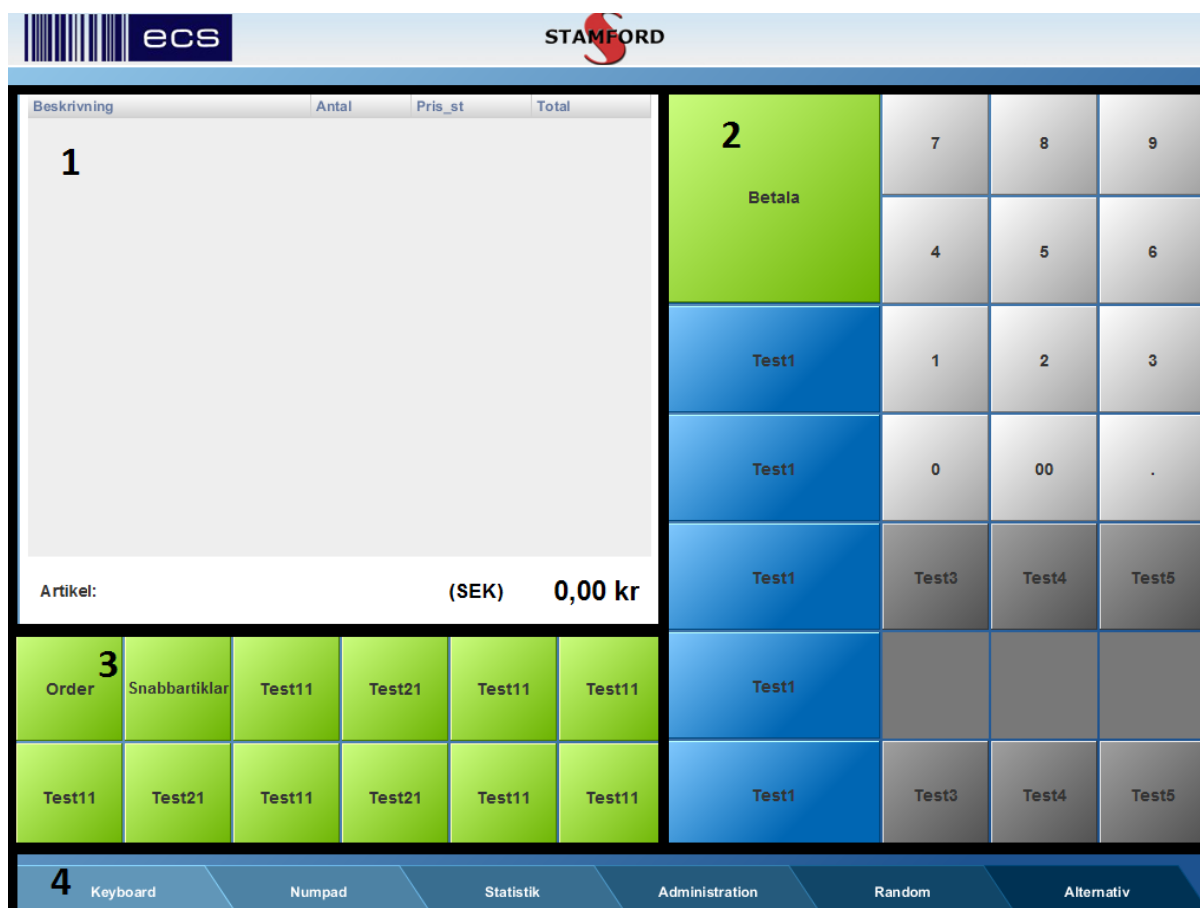 ecs
STAMFORD
Beskrivning Antal Pris_st Total
1
Artikel: (SEK) 0,00 kr
2
Betala 7 8 9
4 5 6
Test1 1 2 3
Test1 0 00 .
Test1 Test3 Test4 Test5
Test1
Test1 Test3 Test4 Test5
3
Order Snabbartiklar Test11 Test21 Test11 Test11
Test11 Test21 Test11 Test21 Test11 Test11
4
Keyboard Numpad Statistik Administration Random Alternativ